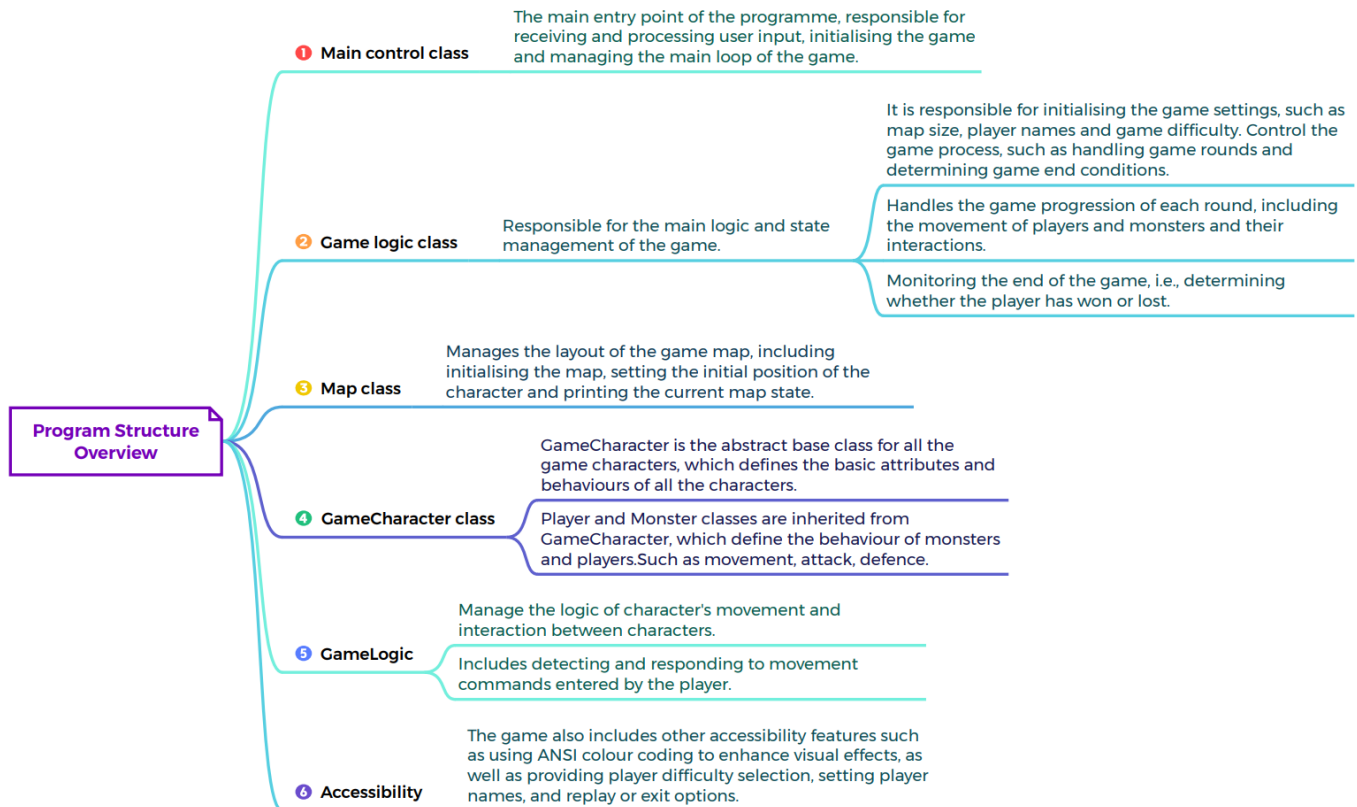 Program Structure
Overview
1 Main control class
The main entry point of the programme, responsible for
receiving and processing user input, initialising the game
and managing the main loop of the game.
2 Game logic class
Responsible for the main logic and state
management of the game.
It is responsible for initialising the game settings, such as
map size, player names and game difficulty. Control the
game process, such as handling game rounds and
determining game end conditions.
Handles the game progression of each round, including
the movement of players and monsters and their
interactions.
Monitoring the end of the game, i.e., determining
whether the player has won or lost.
3 Map class
Manages the layout of the game map, including
initialising the map, setting the initial position of the
character and printing the current map state.
4 GameCharacter class
GameCharacter is the abstract base class for all the
game characters, which defines the basic attributes and
behaviours of all the characters.
Player and Monster classes are inherited from
GameCharacter, which define the behaviour of monsters
and players.Such as movement, attack, defence.
5 GameLogic
Manage the logic of character's movement and
interaction between characters.
Includes detecting and responding to movement
commands entered by the player.
6 Accessibility
The game also includes other accessibility features such
as using ANSI colour coding to enhance visual effects, as
well as providing player difficulty selection, setting player
names, and replay or exit options.